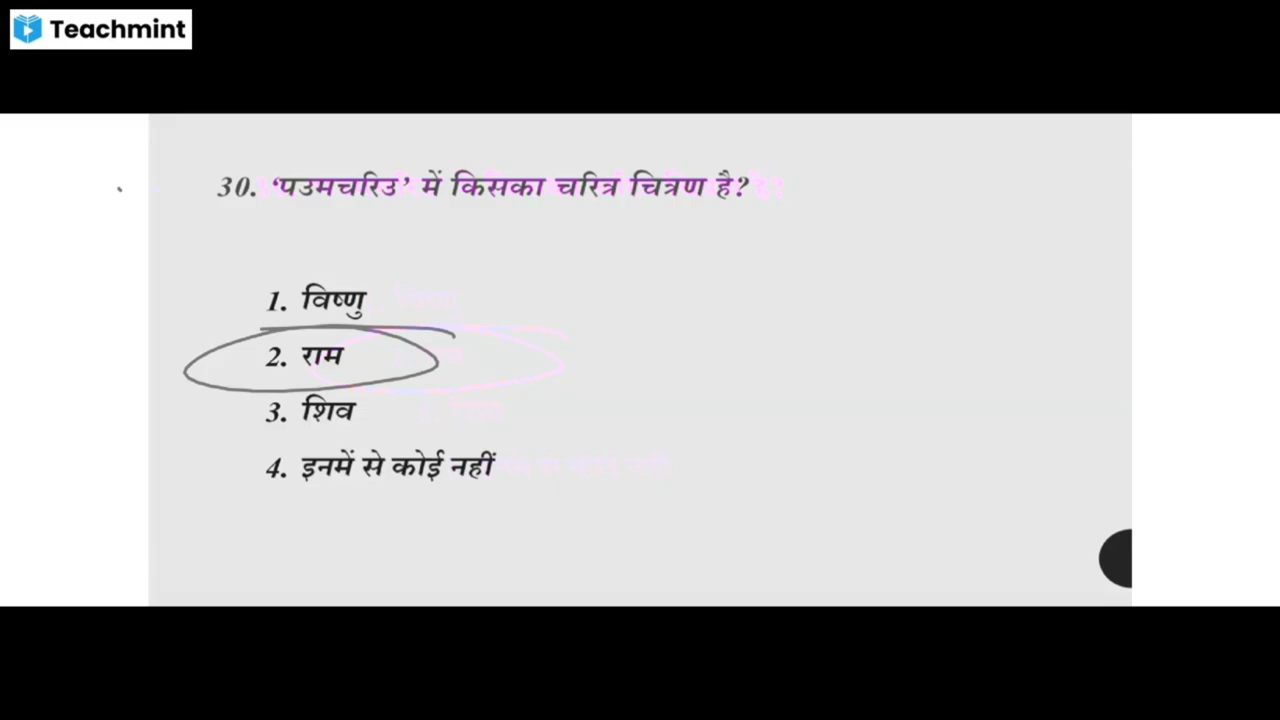 Teachmint
30. ‘पउमचरिउ’ में किसका चरित्र चित्रण है?
1. विष्णु
2. राम
3. शिव
4. इनमें से कोई नहीं